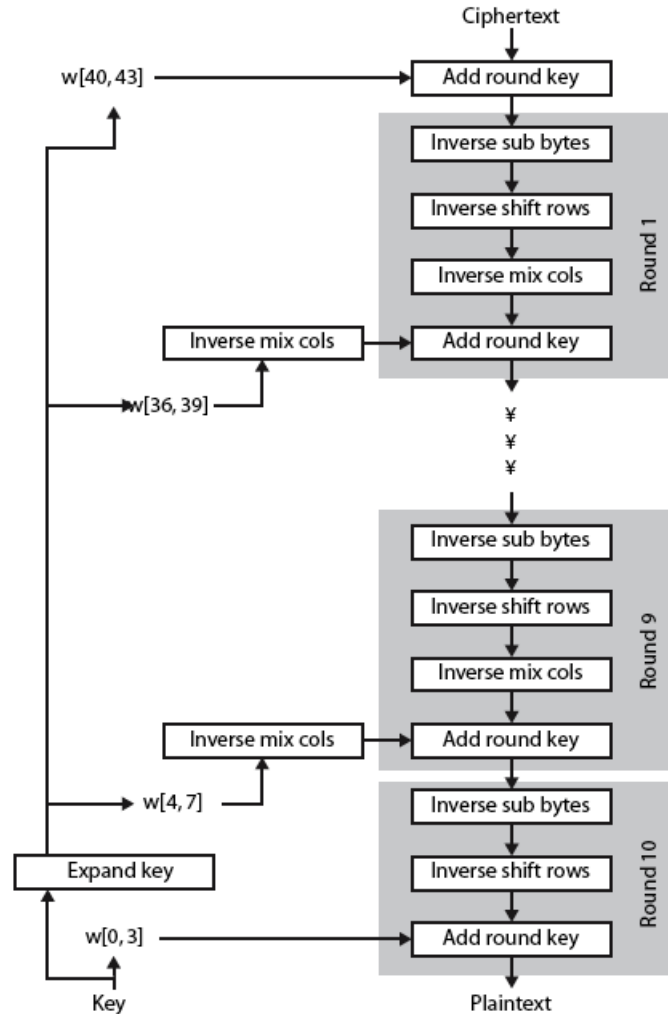 Ciphertext
w[40, 43]
Add round key
Inverse sub bytes
Inverse shift rows
Round 1
Inverse mix cols
Inverse mix cols
Add round key
w[36, 39]
¥
¥
¥
Inverse sub bytes
Inverse shift rows
Round 9
Inverse mix cols
Inverse mix cols
Add round key
w[4, 7]
Inverse sub bytes
Expand key
Inverse shift rows
Round 10
w[0, 3]
Add round key
Key
Plaintext